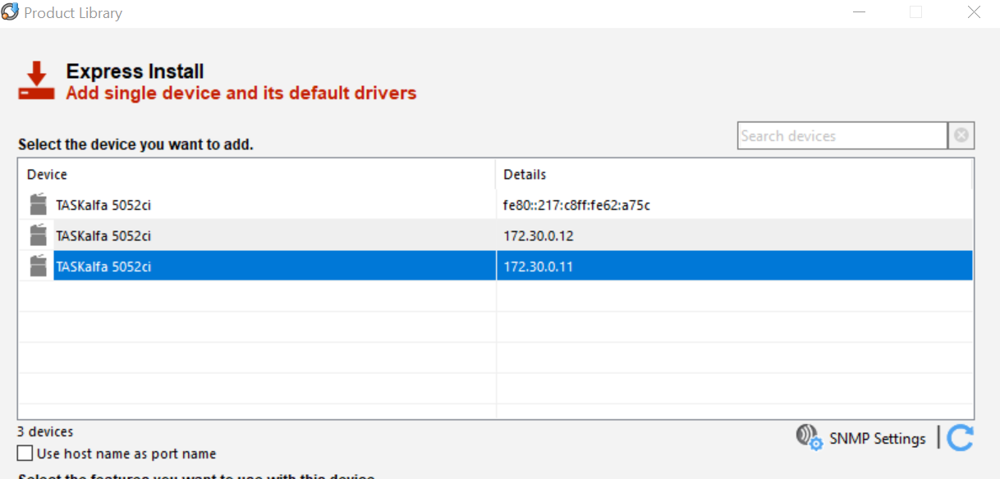 Product Library
Express Install
Add single device and its default drivers
Search devices
Select the device you want to add.
Device Details
TASKalfa 5052ci fe80::217:c8ff:fe62:a75c
TASKalfa 5052ci 172.30.0.12
TASKalfa 5052ci 172.30.0.11
3 devices
SNMP Settings
Use host name as port name
Select the features you want to use with this device